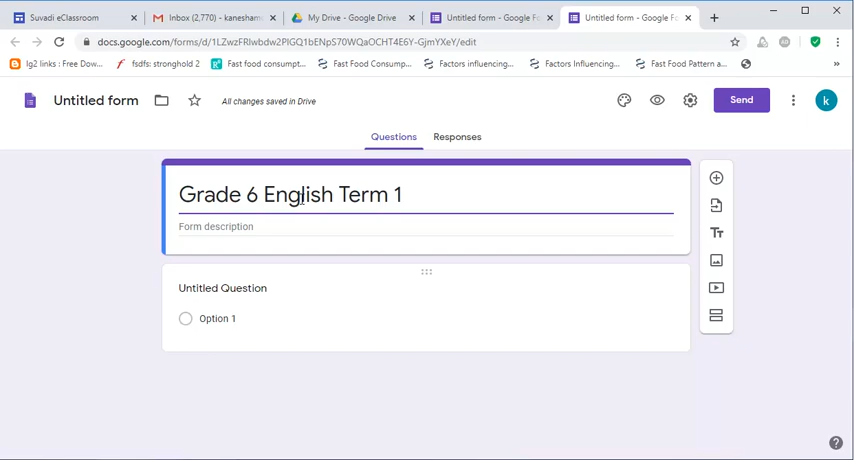 Suvadi eClassroom
Inbox (2,770) - kanesham
My Drive - Google Drive
Untitled form - Google Fo
Untitled form - Google Fo
docs.google.com/forms/d/1LZwzFRlwbdw2PlGQ1bENpS70WQaOCHT4E6Y-GjmYXeY/edit
lg2 links : Free Dow...
fsdfs: stronghold 2
Fast food consumpt...
Fast Food Consump...
Factors influencing...
Factors Influencing...
Fast Food Pattern a...
»
Untitled form
All changes saved in Drive
Send
k
Questions
Responses
Grade 6 English Term 1
Form description
Untitled Question
Option 1